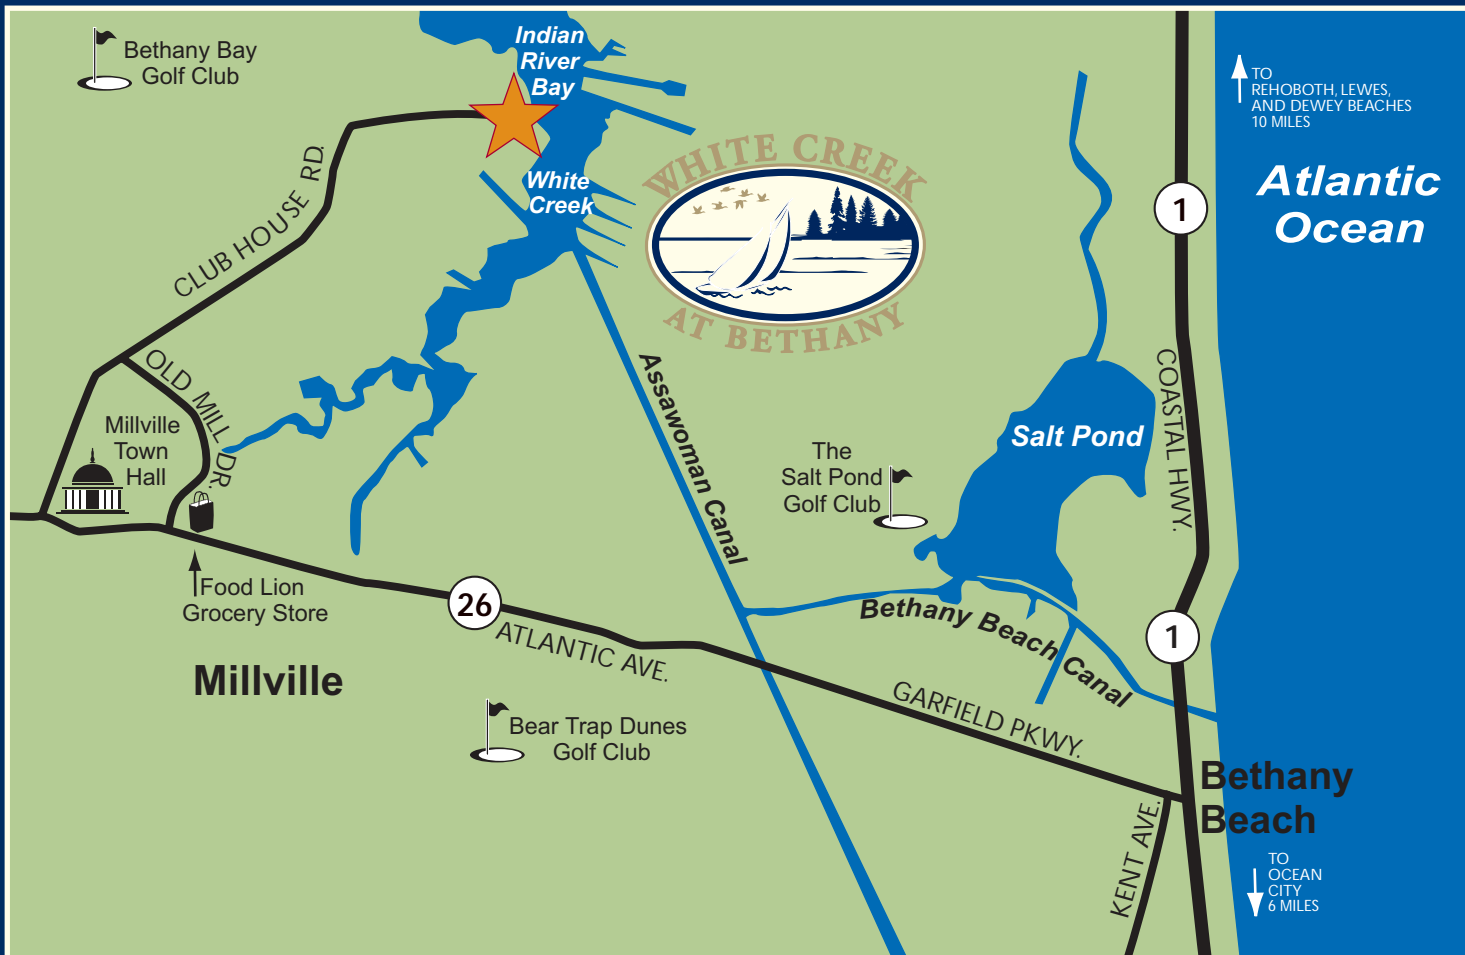 Bethany Bay
Golf Club
Indian
River
Bay
TO
REHOBOTH, LEWES,
AND DEWEY BEACHES
10 MILES
WHITE CREEK
AT BETHANY
White
Creek
CLUB HOUSE RD.
1
Atlantic
Ocean
OLD MILL DR.
Millville
Town
Hall
Assawoman Canal
COASTAL HWY.
Salt Pond
The
Salt Pond
Golf Club
Food Lion
Grocery Store
26
ATLANTIC AVE.
Bethany Beach Canal
1
Millville
GARFIELD PKWY.
Bear Trap Dunes
Golf Club
Bethany
Beach
KENT AVE.
TO
OCEAN
CITY
6 MILES